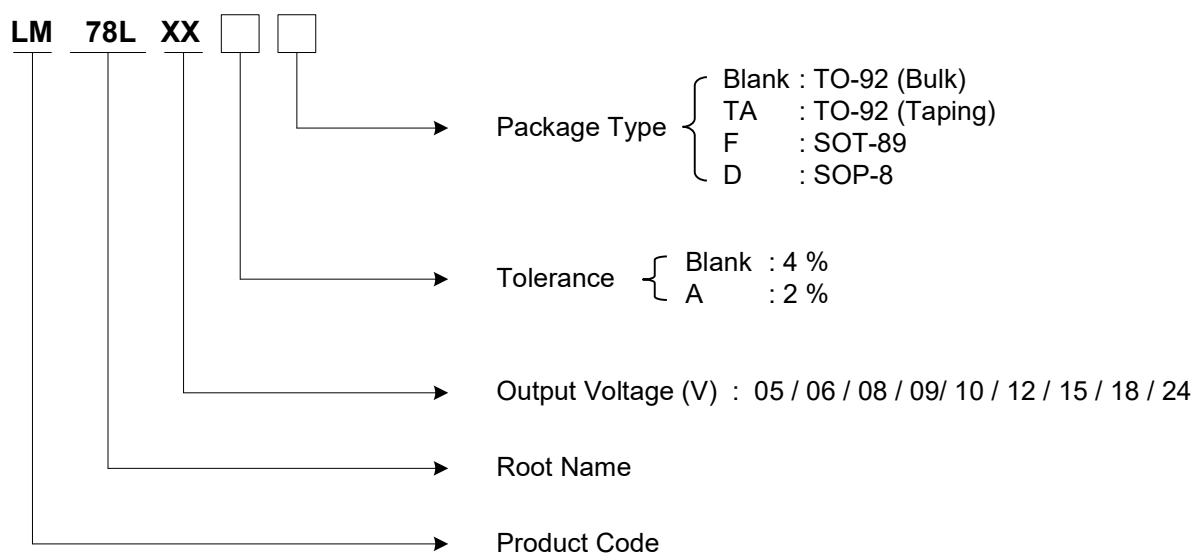 LM 78L XX
Package Type
Blank : TO-92 (Bulk)
TA : TO-92 (Taping)
F : SOT-89
D : SOP-8
Tolerance
Blank : 4 %
A : 2 %
Output Voltage (V) : 05 / 06 / 08 / 09/ 10 / 12 / 15 / 18 / 24
Root Name
Product Code